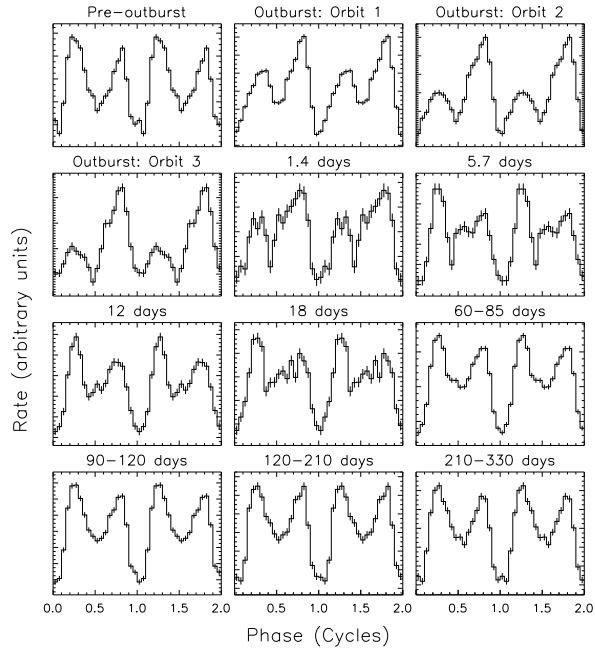 Pre-outburst
Outburst: Orbit 1
Outburst: Orbit 2
Outburst: Orbit 3
1.4 days
5.7 days
12 days
18 days
60-85 days
90-120 days
120-210 days
210-330 days
Rate (arbitrary units)
0.0 0.5 1.0 1.5 2.0
0.5 1.0 1.5 2.0
0.5 1.0 1.5 2.0
Phase (Cycles)